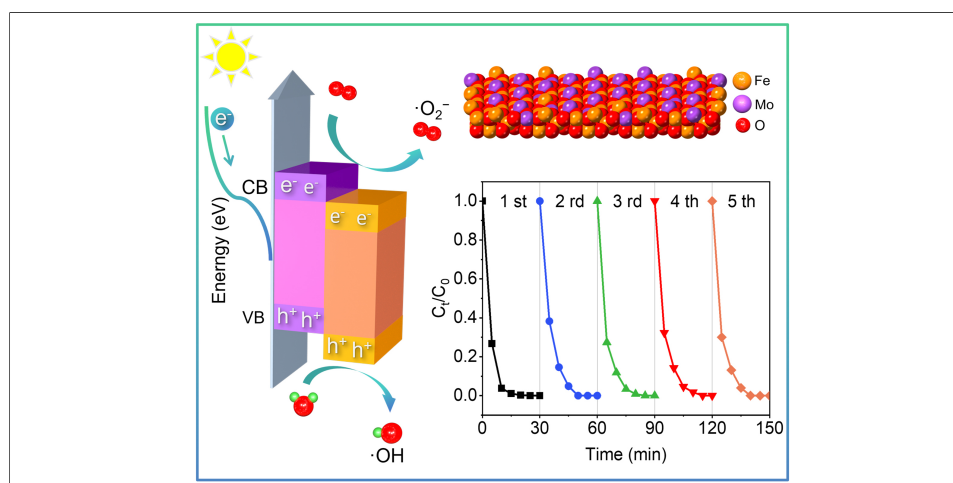 e⁻
CB
e⁻ e⁻
e⁻ e⁻
Enerngy (eV)
VB
h⁺ h⁺
h⁺ h⁺
·O₂⁻
·OH
Fe
Mo
O
1 st 2 rd 3 rd 4 th 5 th
Cₜ/C₀
1.0
0.8
0.6
0.4
0.2
0.0
0 30 60 90 120 150
Time (min)